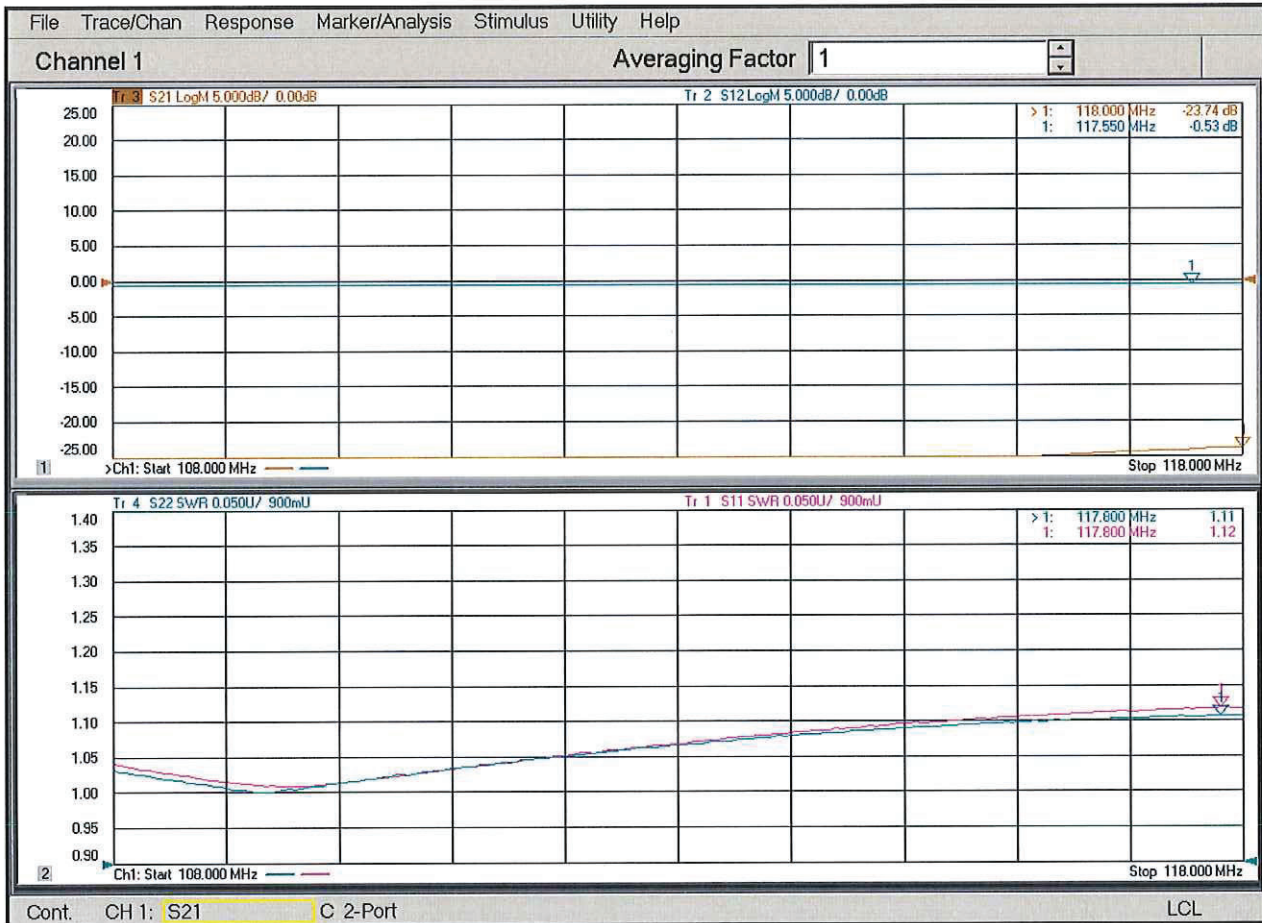 File Trace/Chan Response Marker/Analysis Stimulus Utility Help
Channel 1
Averaging Factor 1
Tr 3 S21 LogM 5.000dB/ 0.00dB
Tr 2 S12 LogM 5.000dB/ 0.00dB
> 1: 118.000 MHz -23.74 dB
1: 117.550 MHz -0.53 dB
25.00
20.00
15.00
10.00
5.00
0.00
-5.00
-10.00
-15.00
-20.00
-25.00
1
1 >Ch1: Start 108.000 MHz
Stop 118.000 MHz
Tr 4 S22 SWR 0.050U/ 900mU
Tr 1 S11 SWR 0.050U/ 900mU
> 1: 117.800 MHz 1.11
1: 117.800 MHz 1.12
1.40
1.35
1.30
1.25
1.20
1.15
1.10
1.05
1.00
0.95
0.90
2 Ch1: Start 108.000 MHz
Stop 118.000 MHz
Cont. CH 1: S21 C 2-Port LCL